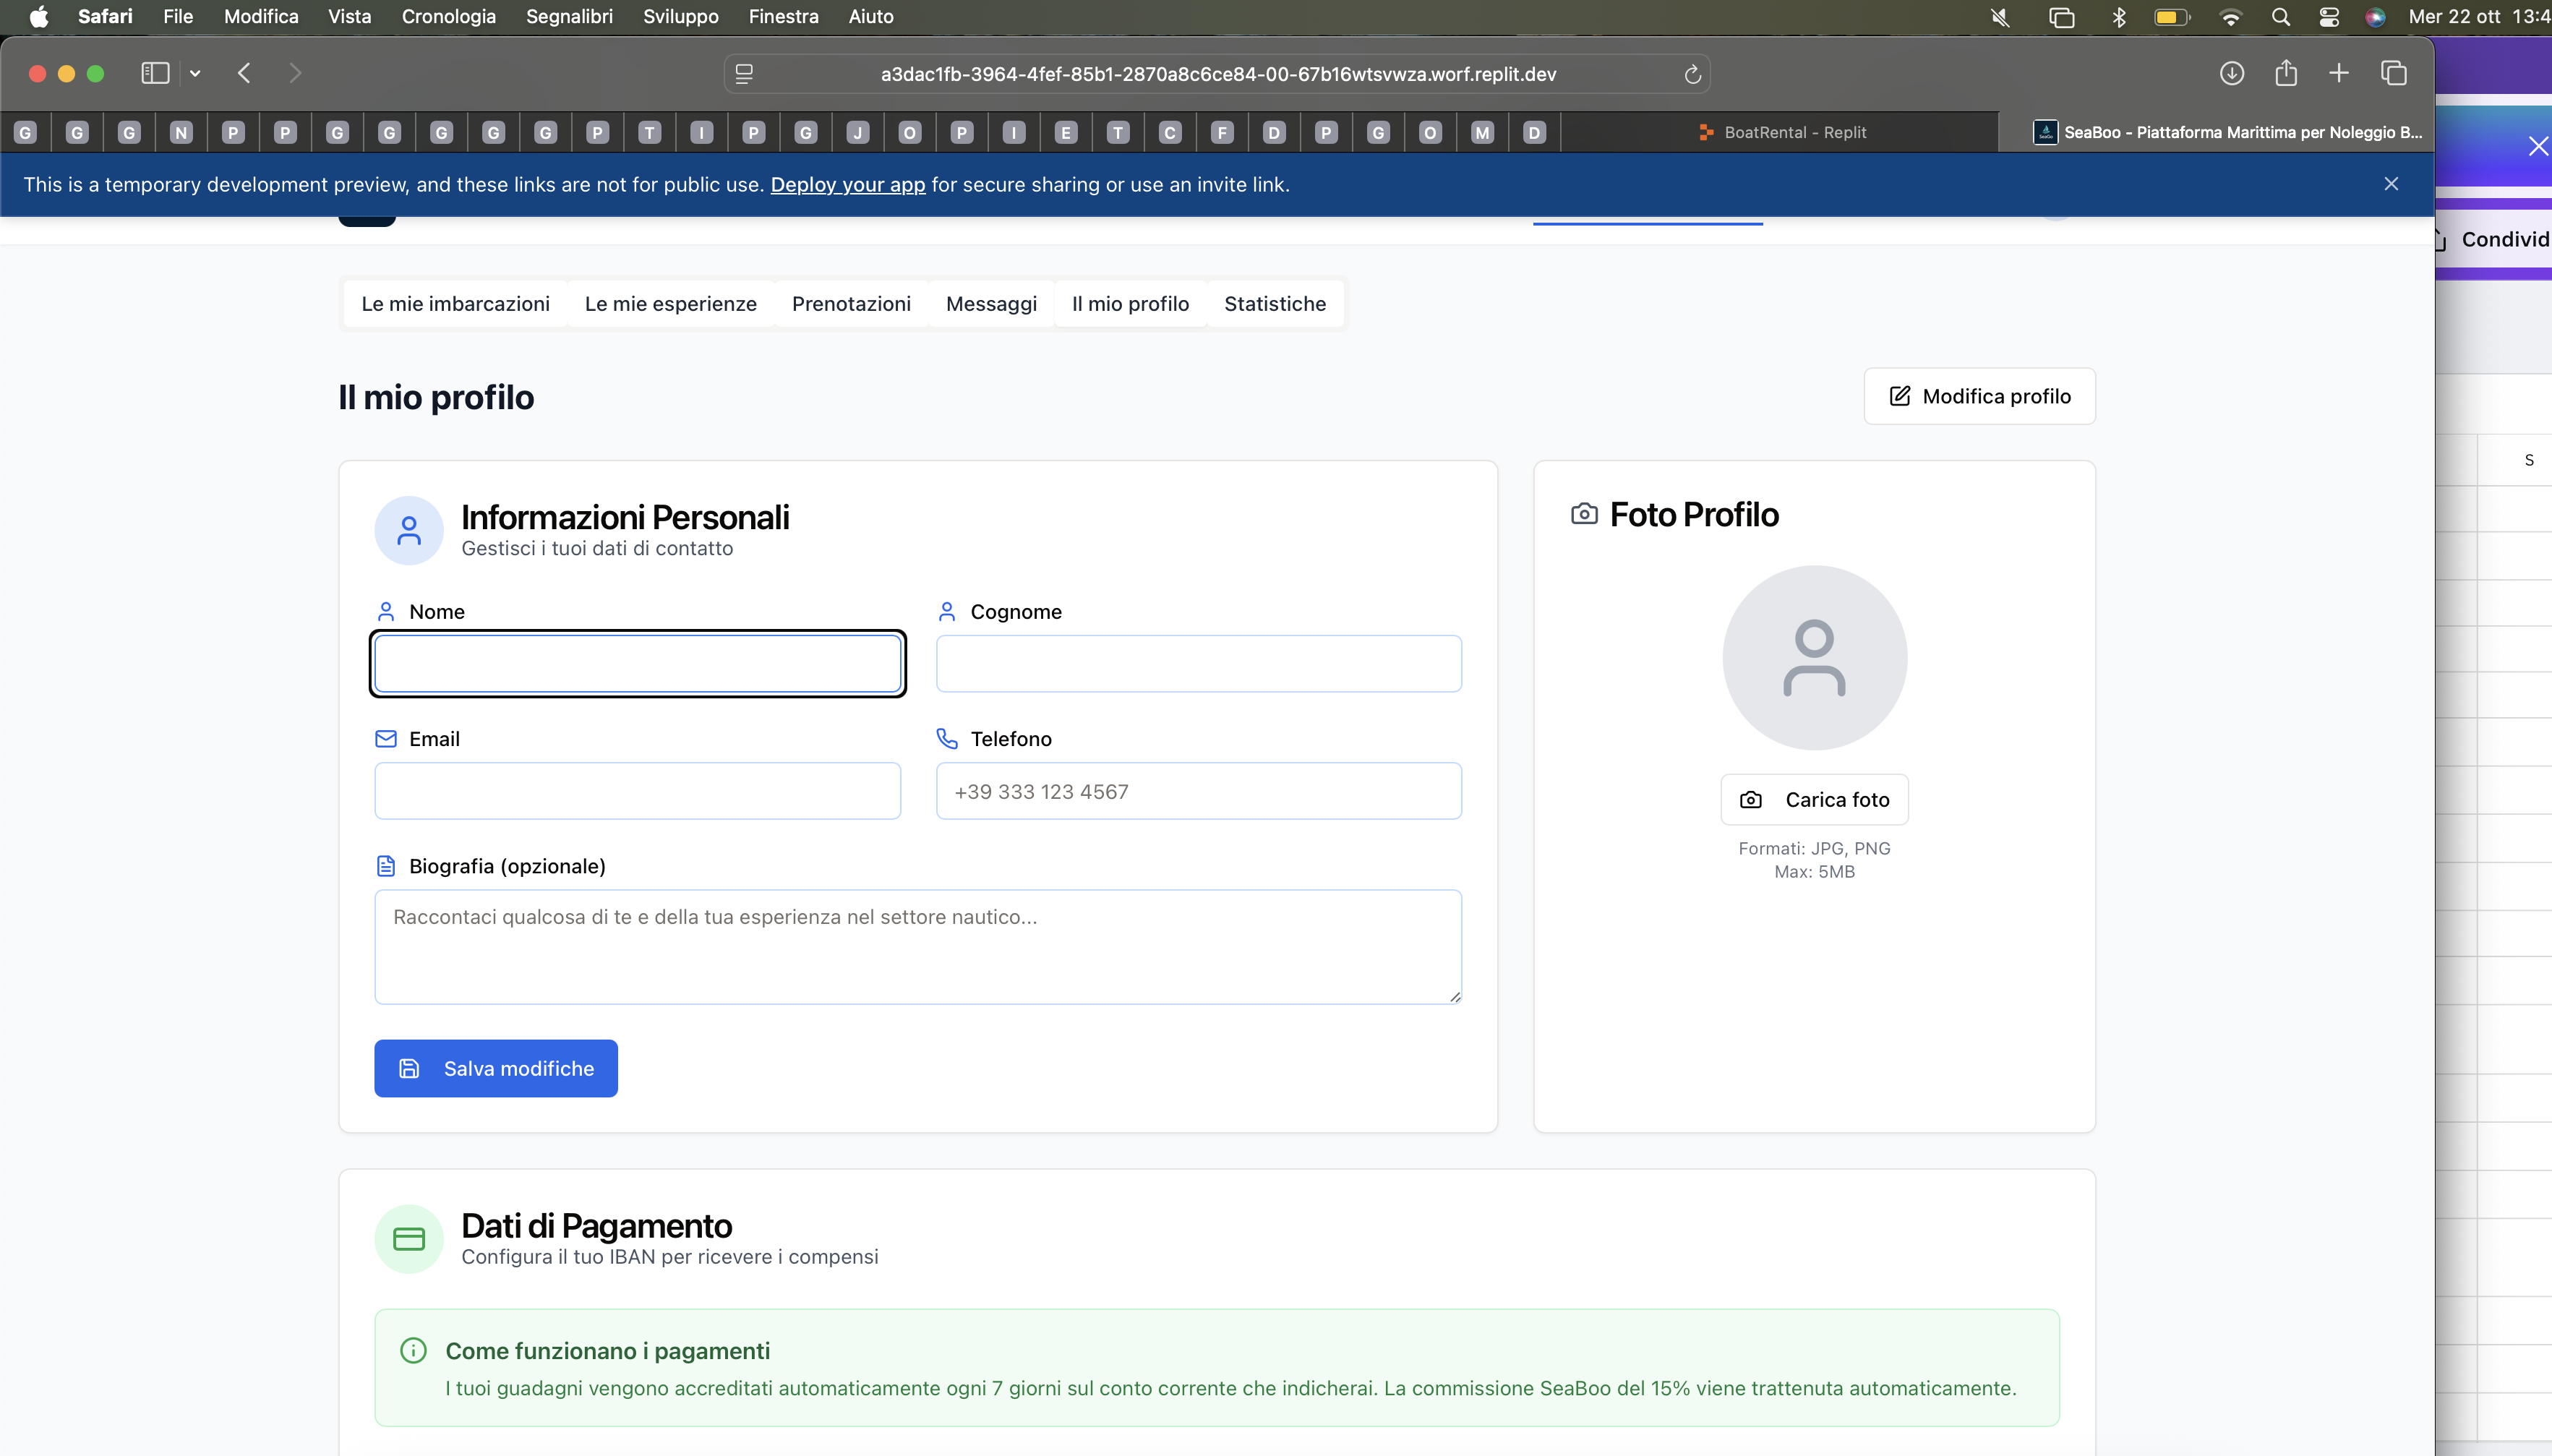 Safari File Modifica Vista Cronologia Segnalibri Sviluppo Finestra Aiuto Mer 22 ott 13:4
a3dac1fb-3964-4fef-85b1-2870a8c6ce84-00-67b16wtsvwza.worf.replit.dev
G G G N P P G G G G G P T I P G J O P I E T C F D P G O M D BoatRental - Replit SeaBoo - Piattaforma Marittima per Noleggio B...
This is a temporary development preview, and these links are not for public use. Deploy your app for secure sharing or use an invite link.
Condivid
Le mie imbarcazioni Le mie esperienze Prenotazioni Messaggi Il mio profilo Statistiche
Il mio profilo
Modifica profilo
S
Informazioni Personali
Gestisci i tuoi dati di contatto
Nome
Cognome
Email
Telefono
+39 333 123 4567
Biografia (opzionale)
Raccontaci qualcosa di te e della tua esperienza nel settore nautico...
Salva modifiche
Foto Profilo
Carica foto
Formati: JPG, PNG
Max: 5MB
Dati di Pagamento
Configura il tuo IBAN per ricevere i compensi
Come funzionano i pagamenti
I tuoi guadagni vengono accreditati automaticamente ogni 7 giorni sul conto corrente che indicherai. La commissione SeaBoo del 15% viene trattenuta automaticamente.